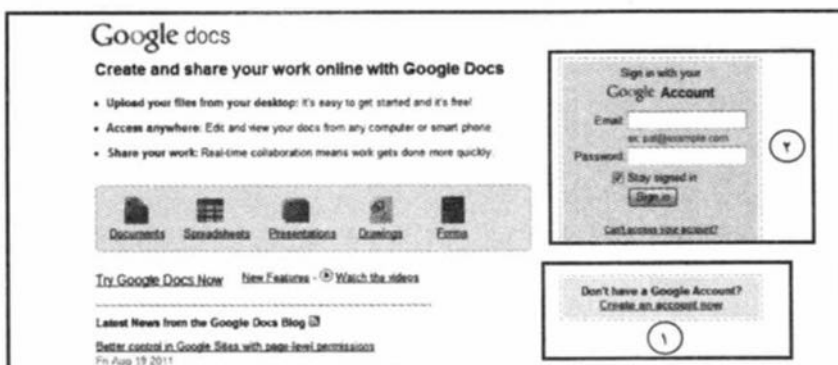 Google docs
Create and share your work online with Google Docs
• Upload your files from your desktop: It's easy to get started and it's free!
• Access anywhere: Edit and view your docs from any computer or smart phone
• Share your work: Real-time collaboration means work gets done more quickly.
Documents Spreadsheets Presentations Drawings Forms
Try Google Docs Now New Features - Watch the videos
Latest News from the Google Docs Blog
Better control in Google Sites with page-level permissions
Fri Aug 19 2011
Sign in with your
Google Account
Email:
ex: pat@example.com
Password:
Stay signed in
Sign in
Can't access your account?
٢
Don't have a Google Account?
Create an account now
١